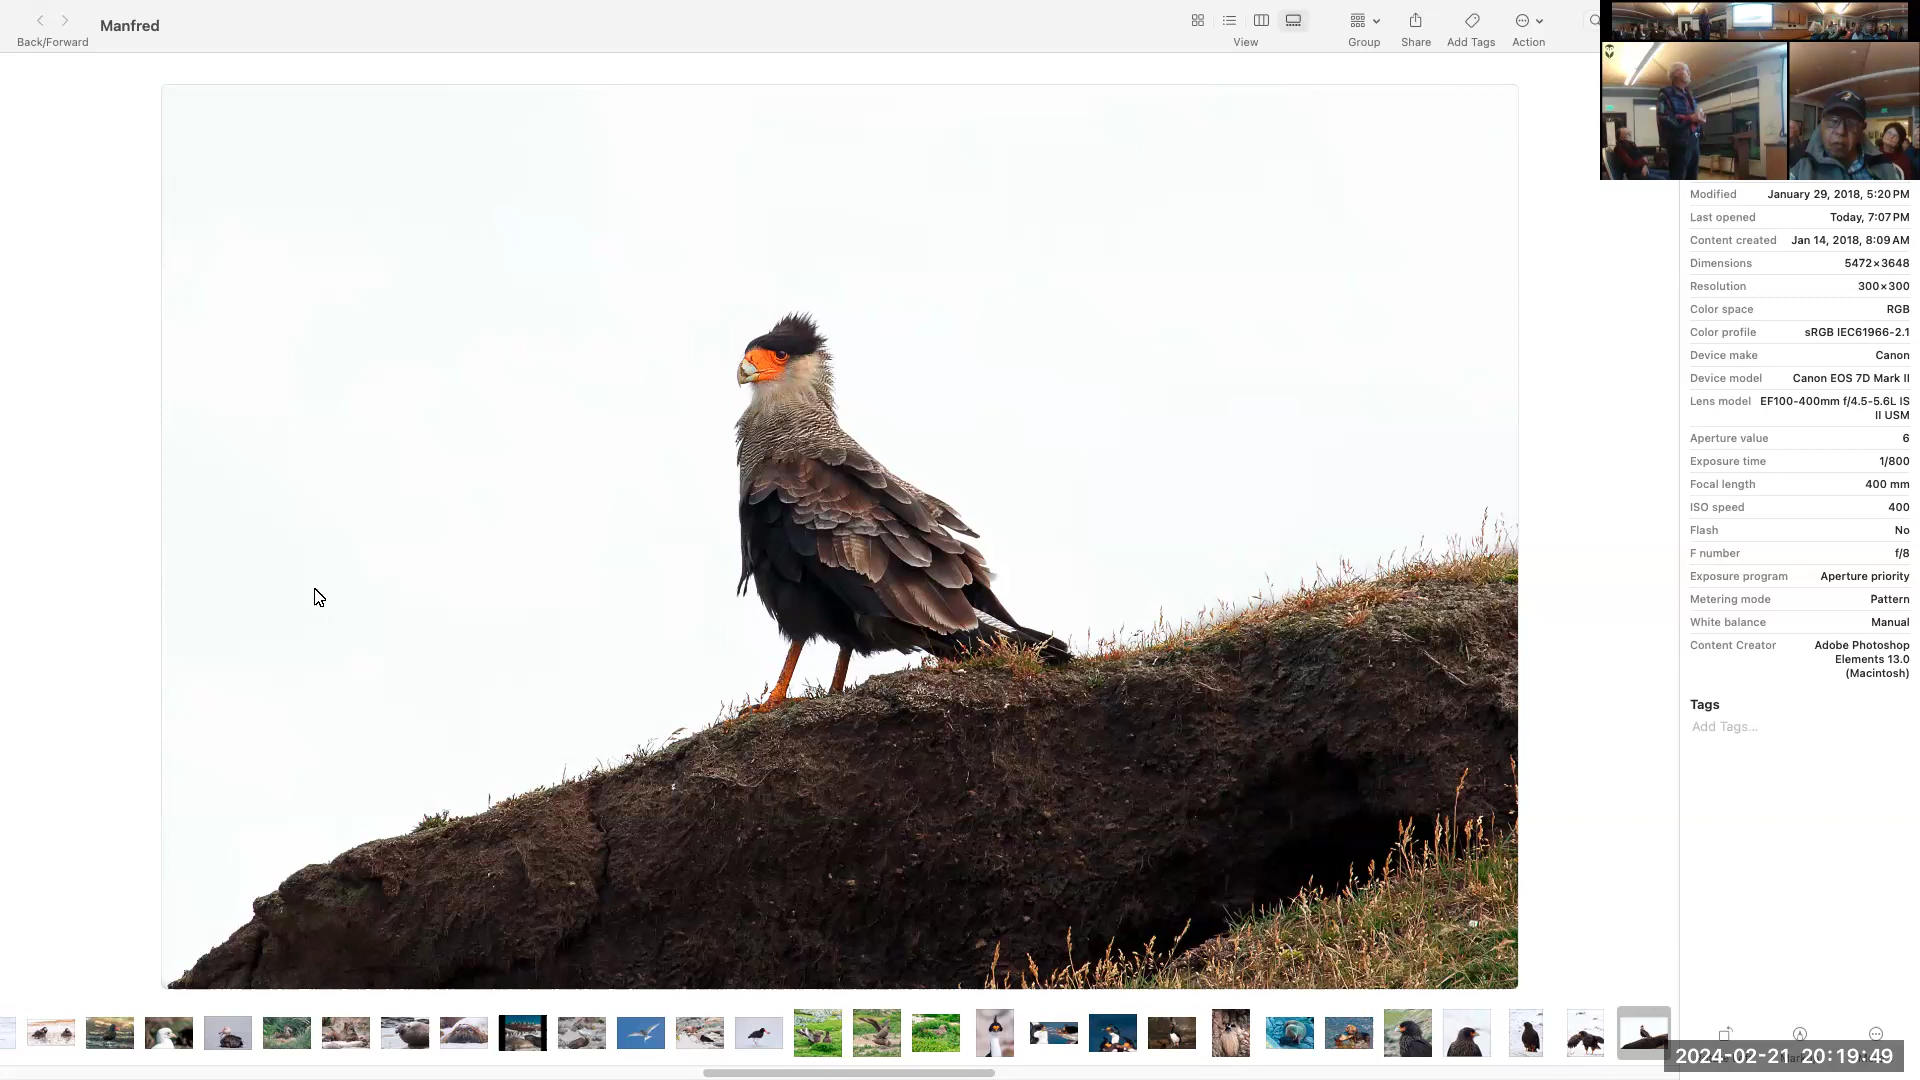 Manfred
Back/Forward
View
Group
Share
Add Tags
Action
Modified January 29, 2018, 5:20 PM
Last opened Today, 7:07 PM
Content created Jan 14, 2018, 8:09 AM
Dimensions 5472×3648
Resolution 300×300
Color space RGB
Color profile sRGB IEC61966-2.1
Device make Canon
Device model Canon EOS 7D Mark II
Lens model EF100-400mm f/4.5-5.6L IS
II USM
Aperture value 6
Exposure time 1/800
Focal length 400 mm
ISO speed 400
Flash No
F number f/8
Exposure program Aperture priority
Metering mode Pattern
White balance Manual
Content Creator Adobe Photoshop
Elements 13.0
(Macintosh)
Tags
Add Tags...
2024-02-21 20:19:49